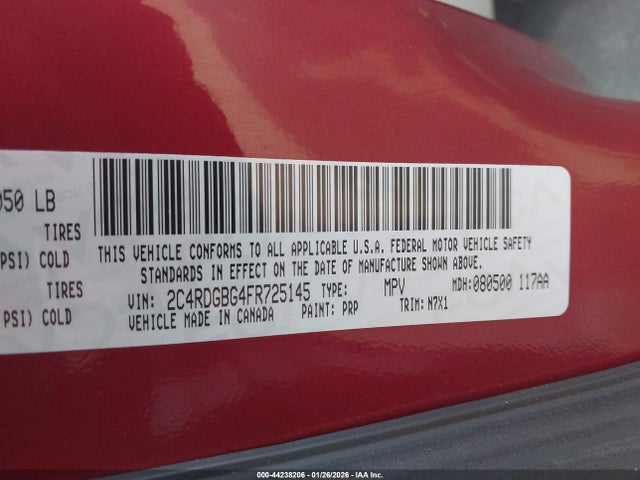 050 LB
TIRES
PSI) COLD
TIRES
PSI) COLD
THIS VEHICLE CONFORMS TO ALL APPLICABLE U.S.A. FEDERAL MOTOR VEHICLE SAFETY
STANDARDS IN EFFECT ON THE DATE OF MANUFACTURE SHOWN ABOVE.
VIN: 2C4RDGBG4FR725145 TYPE: MPV MDH: 080500 117AA
VEHICLE MADE IN CANADA PAINT: PRP TRIM: N7X1
000-44238206 - 01/26/2026 - IAA Inc.